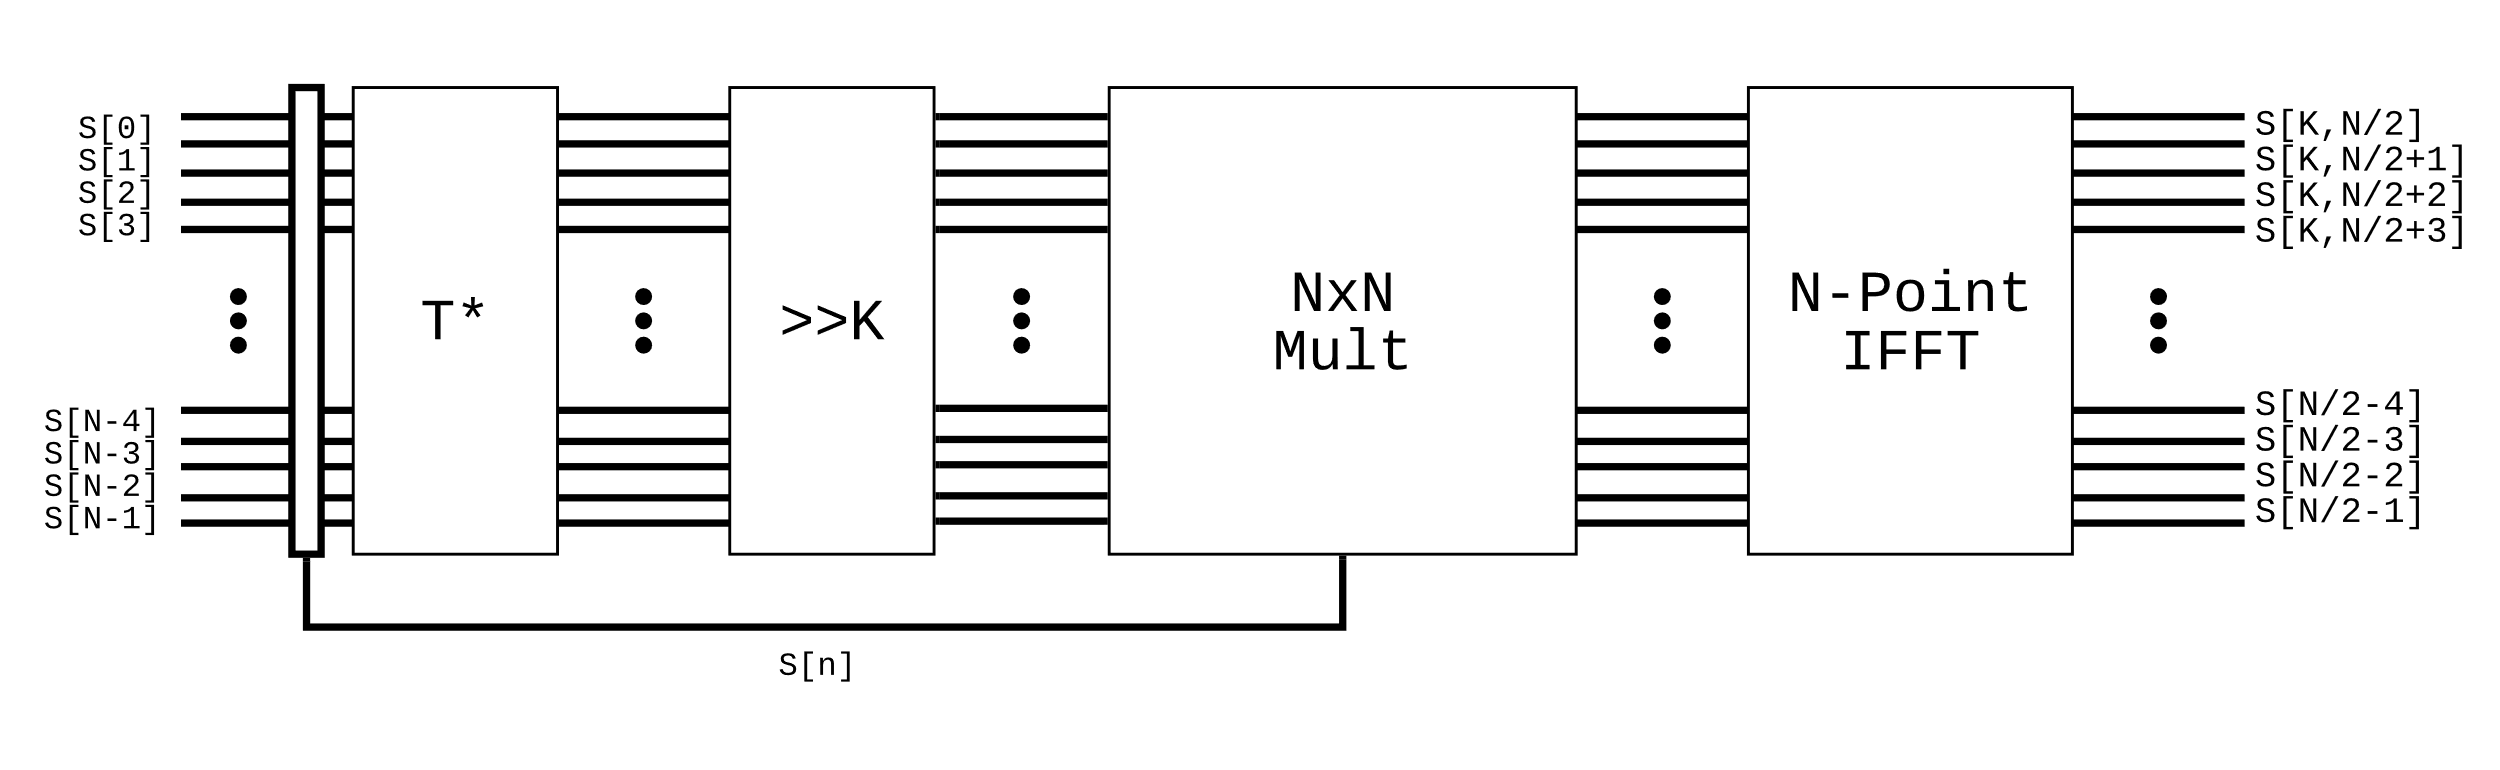 S[0]
S[1]
S[2]
S[3]
S[N-4]
S[N-3]
S[N-2]
S[N-1]
T*
>>K
NxN
Mult
N-Point
IFFT
S[K,N/2]
S[K,N/2+1]
S[K,N/2+2]
S[K,N/2+3]
S[N/2-4]
S[N/2-3]
S[N/2-2]
S[N/2-1]
S[n]